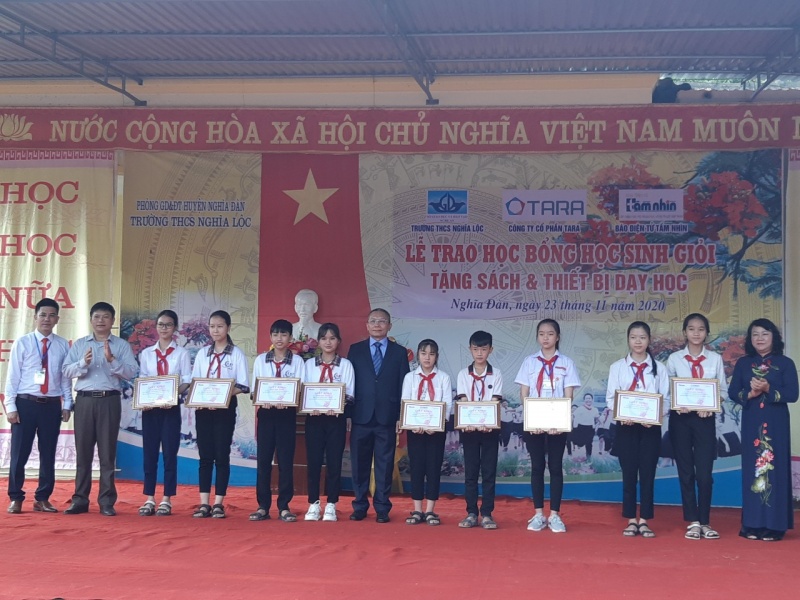 NƯỚC CỘNG HÒA XÃ HỘI CHỦ NGHĨA VIỆT NAM MUÔN
HỌC
HỌC
NỮA
PHÒNG GD&ĐT HUYỆN NGHĨA ĐÀN
TRƯỜNG THCS NGHĨA LỘC
TARA
Tầm nhìn
TRƯỜNG THCS NGHĨA LỘC
CÔNG TY CỔ PHẦN TARA
BÁO ĐIỆN TỬ TẦM NHÌN
LỄ TRAO HỌC BỔNG HỌC SINH GIỎI
TẶNG SÁCH & THIẾT BỊ DẠY HỌC
Nghĩa Đàn, ngày 23 tháng 11 năm 2020